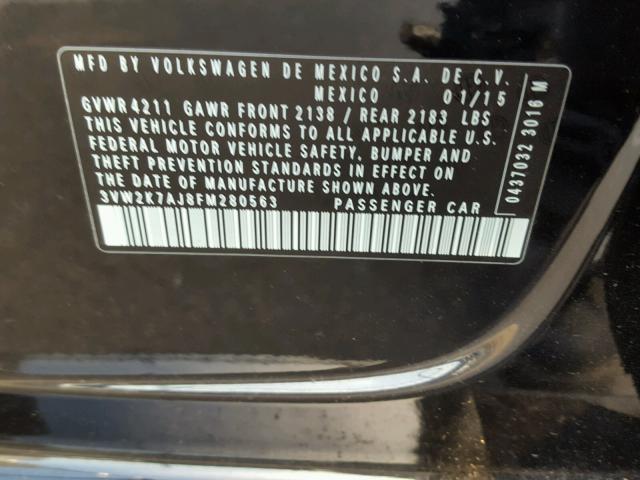 MFD BY VOLKSWAGEN DE MEXICO S.A. DE C.V.
MEXICO 01/15
GVWR 4211 GAWR FRONT 2138 / REAR 2183 LBS
THIS VEHICLE CONFORMS TO ALL APPLICABLE U.S.
FEDERAL MOTOR VEHICLE SAFETY, BUMPER AND
THEFT PREVENTION STANDARDS IN EFFECT ON
THE DATE OF MANUFACTURE SHOWN ABOVE.
3VW2K7AJ8FM280563 PASSENGER CAR
0437032 3016 M